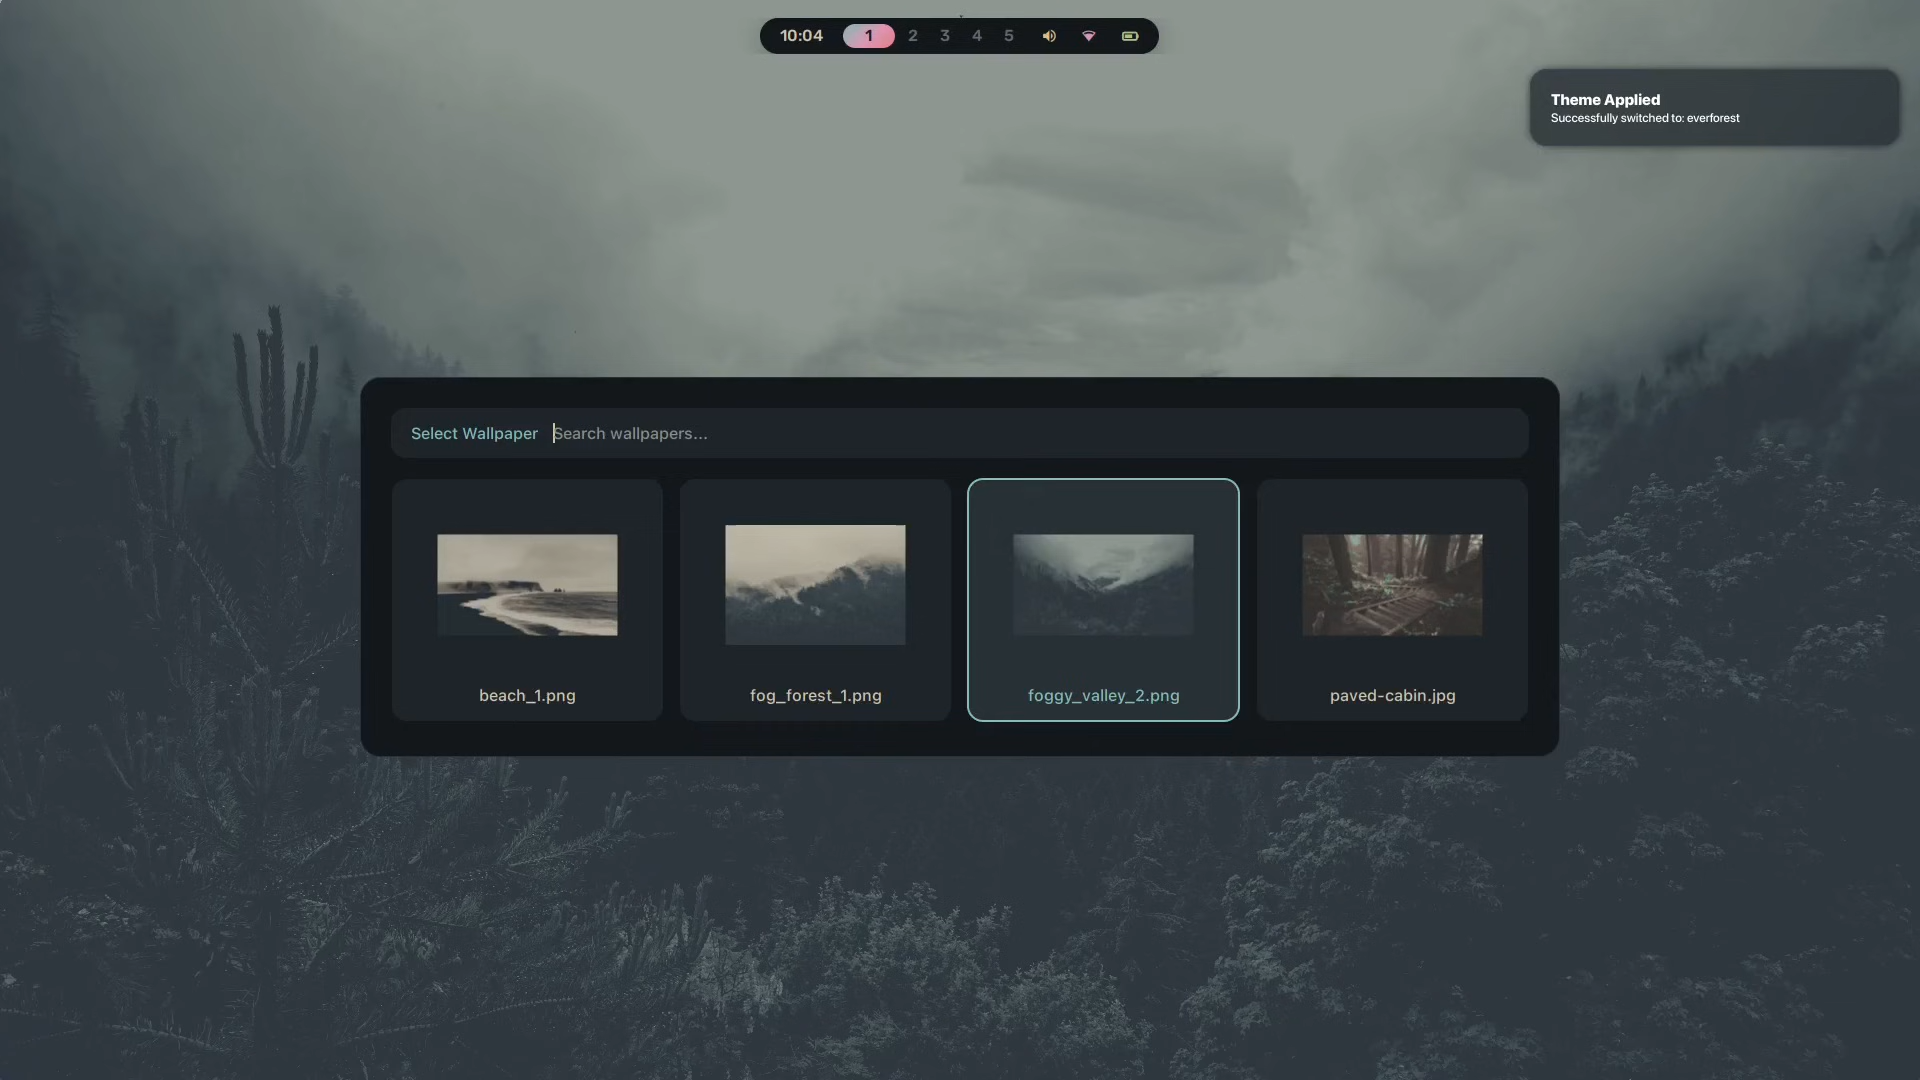 10:04 1 2 3 4 5
Theme Applied
Successfully switched to: everforest
Select Wallpaper Search wallpapers...
beach_1.png
fog_forest_1.png
foggy_valley_2.png
paved-cabin.jpg